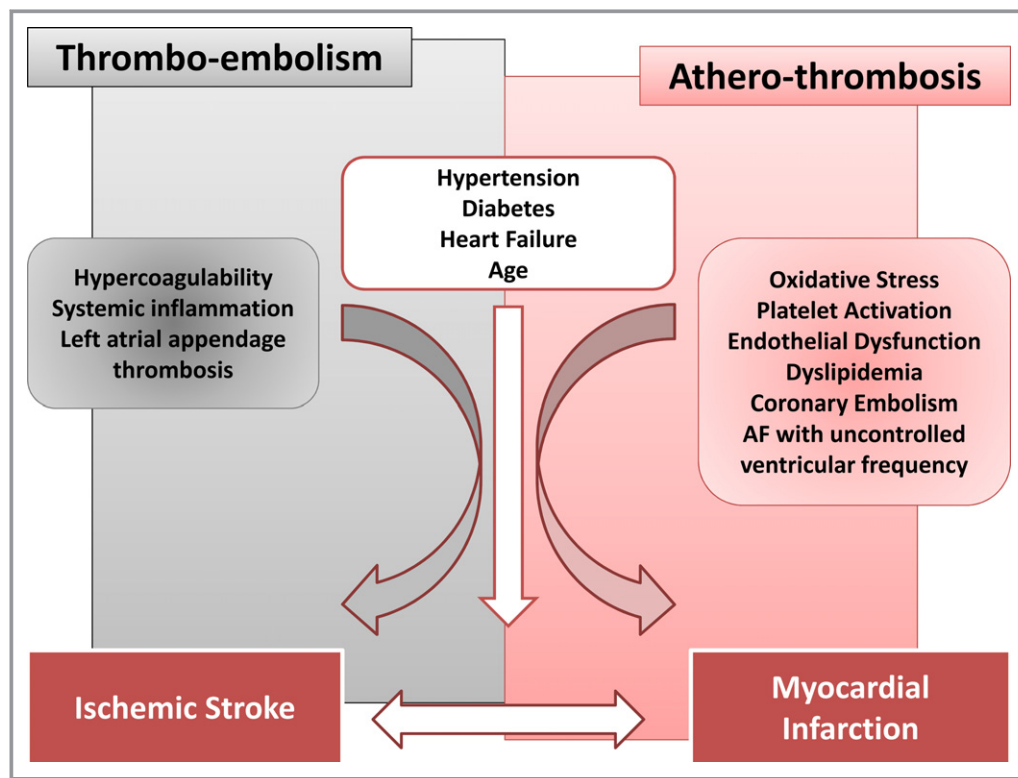 Thrombo-embolism
Athero-thrombosis
Hypertension
Diabetes
Heart Failure
Age
Hypercoagulability
Systemic inflammation
Left atrial appendage
thrombosis
Oxidative Stress
Platelet Activation
Endothelial Dysfunction
Dyslipidemia
Coronary Embolism
AF with uncontrolled
ventricular frequency
Ischemic Stroke
Myocardial
Infarction